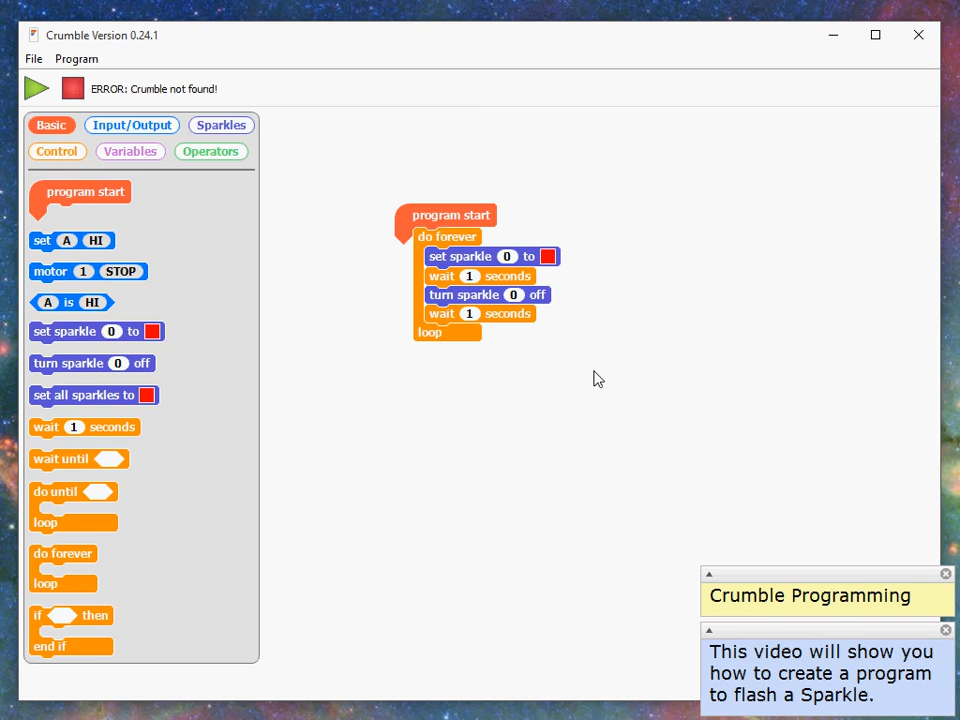 Crumble Version 0.24.1
File Program
ERROR: Crumble not found!
Basic Input/Output Sparkles
Control Variables Operators
program start
set A HI
motor 1 STOP
A is HI
set sparkle 0 to
turn sparkle 0 off
set all sparkles to
wait 1 seconds
wait until
do until
loop
do forever
loop
if then
end if
program start
do forever
set sparkle 0 to
wait 1 seconds
turn sparkle 0 off
wait 1 seconds
loop
Crumble Programming
This video will show you
how to create a program
to flash a Sparkle.